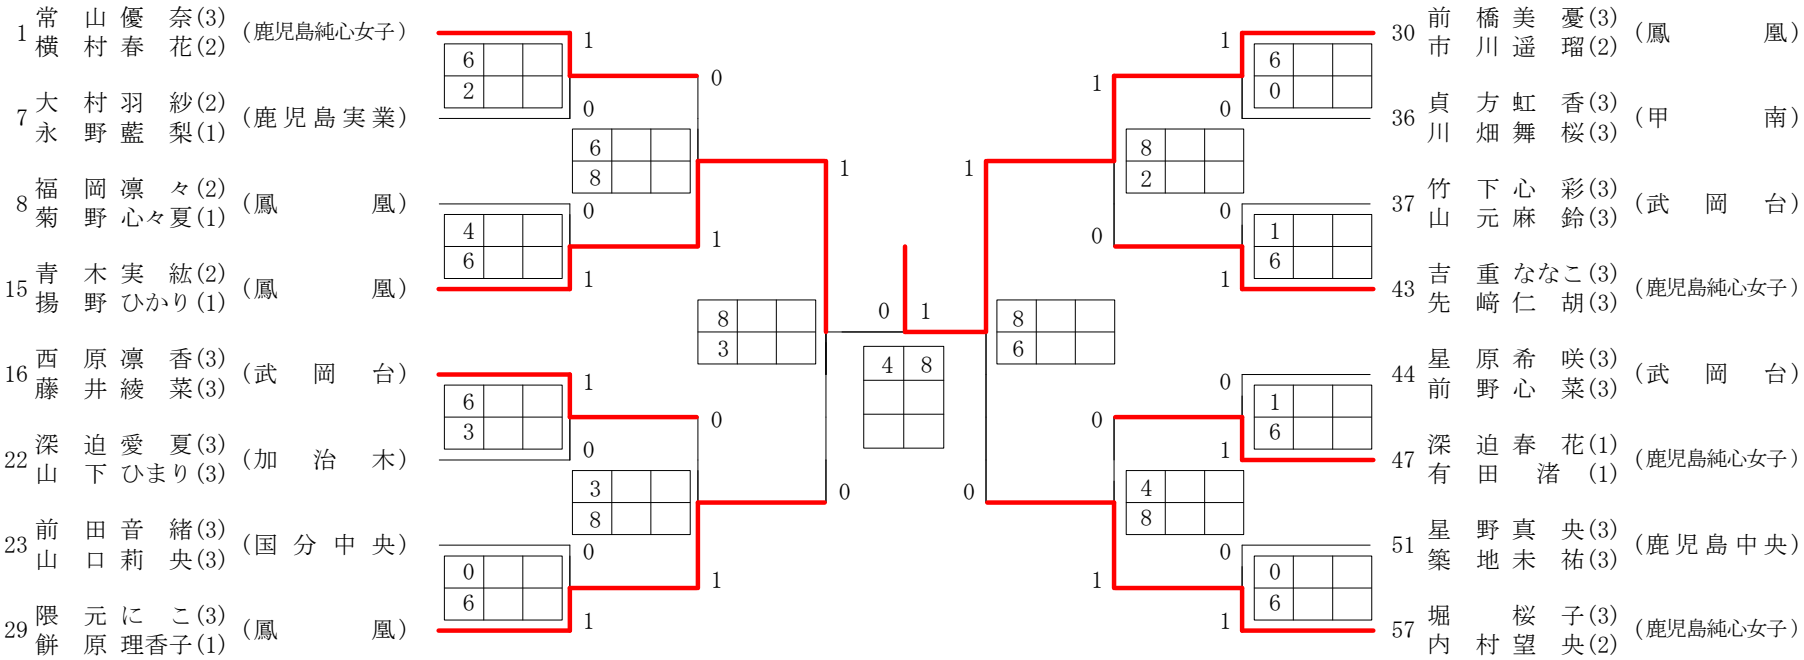 1 常山優奈(3) (鹿児島純心女子)
横村春花(2)
7 大村羽紗(2) (鹿児島実業)
永野藍梨(1)
8 福岡凛々(2) (鳳凰)
菊野心々夏(1)
15 青木実紘(2) (鳳凰)
揚野ひかり(1)
16 西原凛香(3) (武岡台)
藤井綾菜(3)
22 深迫愛夏(3) (加治木)
山下ひまり(3)
23 前田音緒(3) (国分中央)
山口莉央(3)
29 隈元にこ(3) (鳳凰)
餅原理香子(1)
1
6
2
0
0
6
8
0
4
6
1
1
1
8
3
1
6
3
0
0
3
8
0
0
0
6
1
1
0 1
4 8
1
8
6
0
1
8
2
0
1
6
0
0
1
6
1
0
4
8
1
0
1
6
1
0
0
6
1
30 前橋美憂(3) (鳳凰)
市川遥瑠(2)
36 貞方虹香(3) (甲南)
川畑舞桜(3)
37 竹下心彩(3) (武岡台)
山元麻鈴(3)
43 吉重ななこ(3) (鹿児島純心女子)
先﨑仁胡(3)
44 星原希咲(3) (武岡台)
前野心菜(3)
47 深迫春花(1) (鹿児島純心女子)
有田渚(1)
51 星野真央(3) (鹿児島中央)
築地未祐(3)
57 堀桜子(3) (鹿児島純心女子)
内村望央(2)